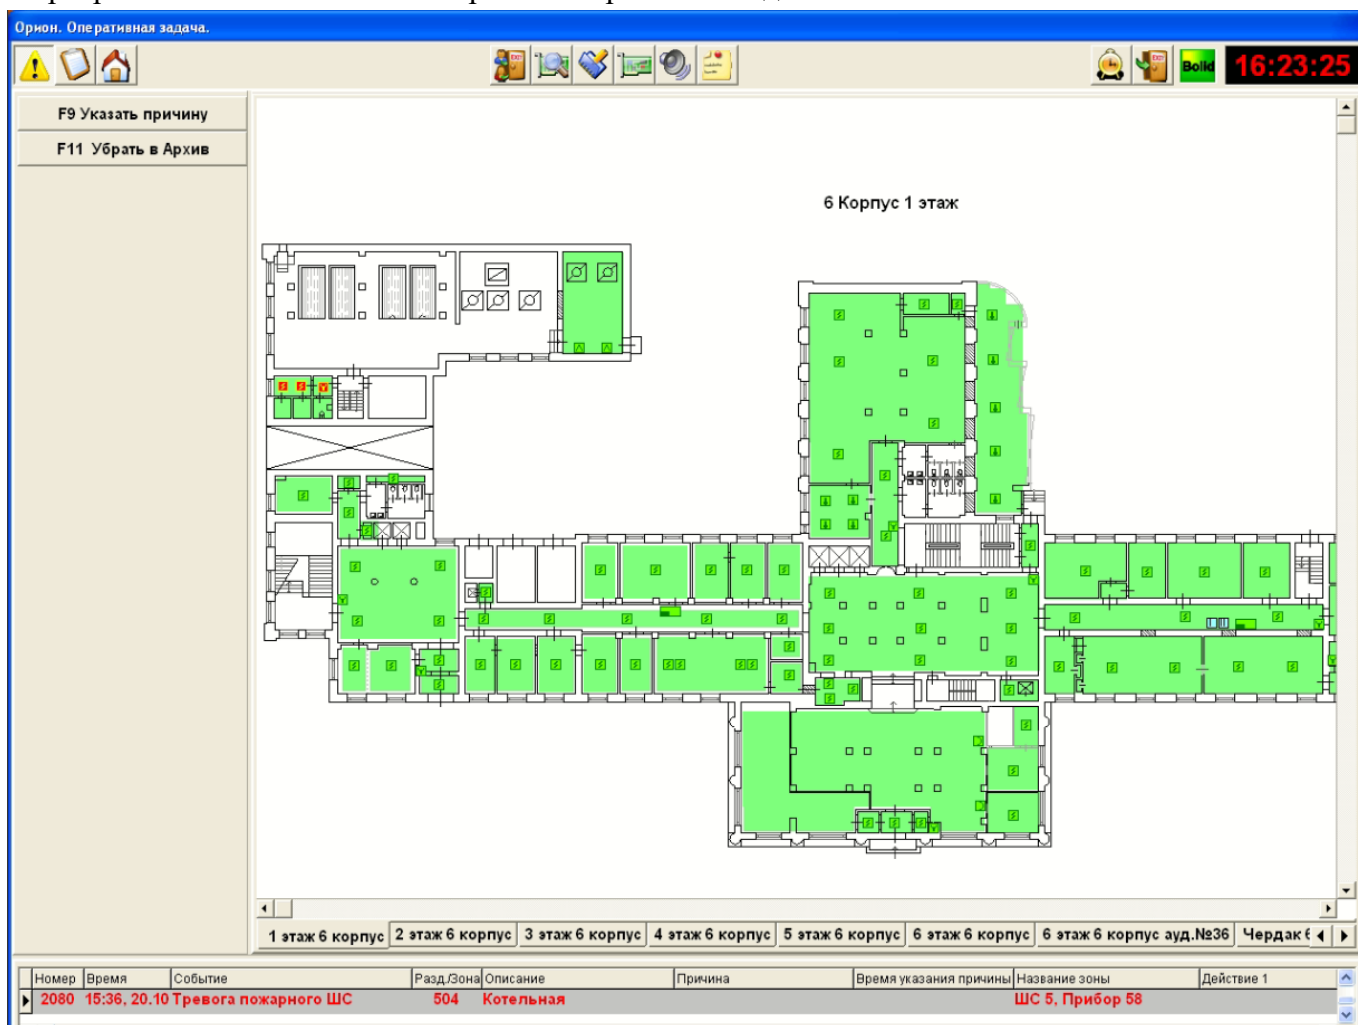 Орион. Оперативная задача.
Bolid 16:23:25
F9 Указать причину
F11 Убрать в Архив
6 Корпус 1 этаж
1 этаж 6 корпус 2 этаж 6 корпус 3 этаж 6 корпус 4 этаж 6 корпус 5 этаж 6 корпус 6 этаж 6 корпус 6 этаж 6 корпус ауд.№36 Чердак
Номер Время Событие Разд./Зона Описание Причина Время указания причины Название зоны Действие 1
2080 15:36, 20.10 Тревога пожарного ШС 504 Котельная ШС 5, Прибор 58